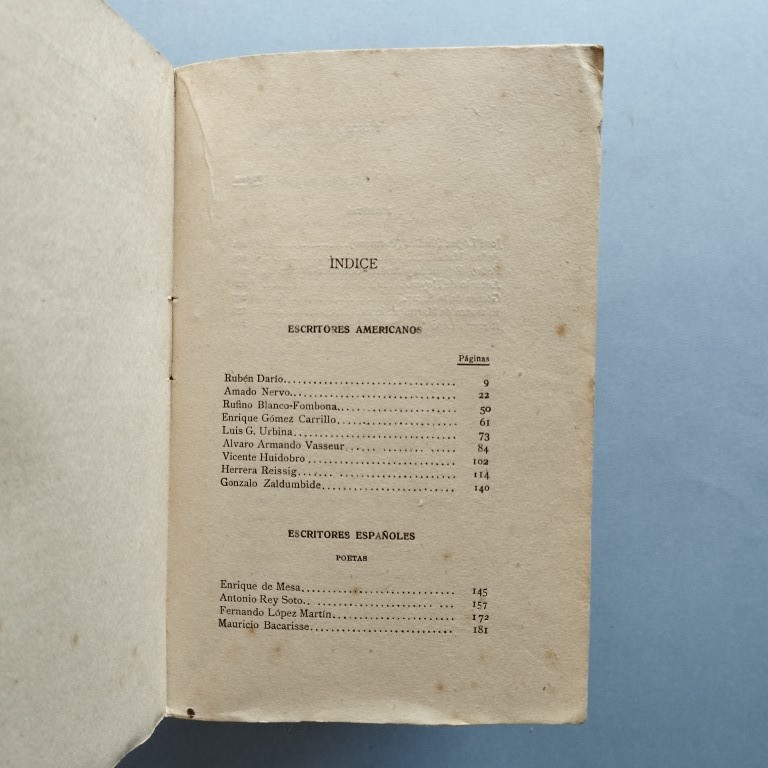 ÍNDICE
ESCRITORES AMERICANOS
Páginas
Rubén Darío........ 9
Amado Nervo........ 22
Rufino Blanco-Fombona........ 50
Enrique Gómez Carrillo........ 61
Luis G. Urbina........ 73
Alvaro Armando Vasseur........ 84
Vicente Huidobro........ 102
Herrera Reissig........ 114
Gonzalo Zaldumbide........ 140
ESCRITORES ESPAÑOLES
POETAS
Enrique de Mesa........ 145
Antonio Rey Soto........ 157
Fernando López Martín........ 172
Mauricio Bacarisse........ 181